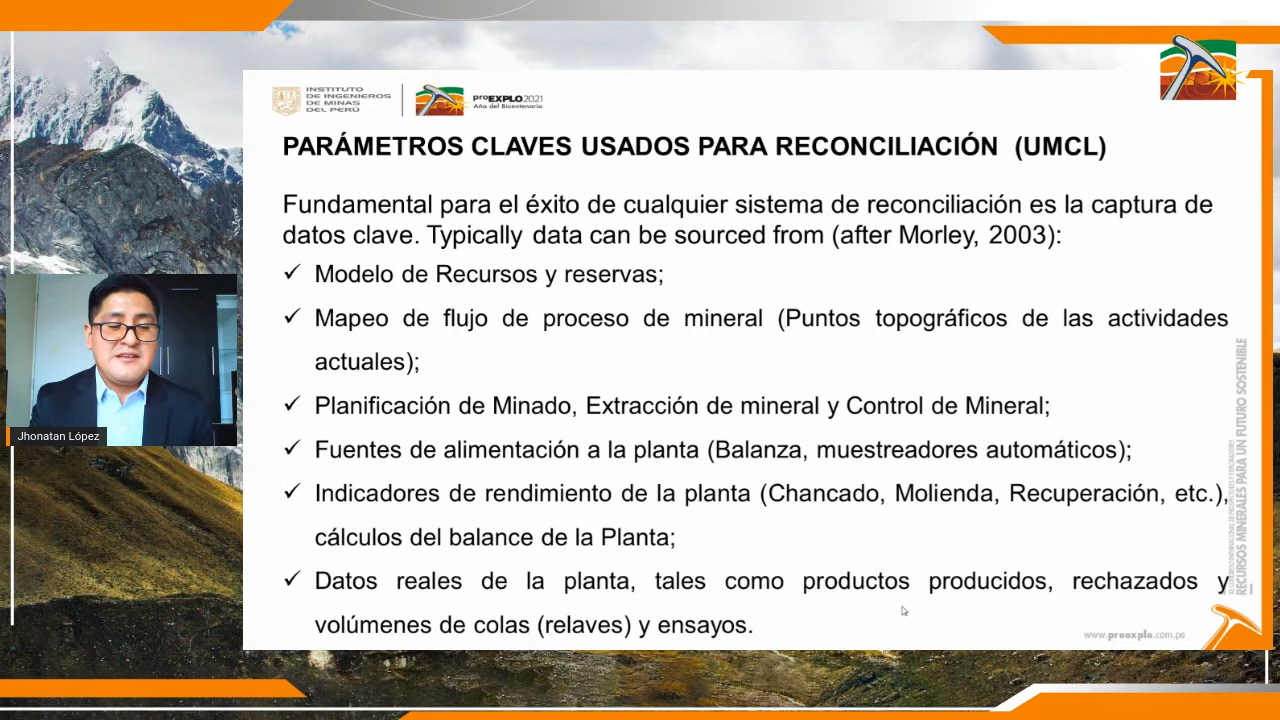 INSTITUTO
DE INGENIEROS
DE MINAS
DEL PERÚ
proEXPLO2021
Año del Bicentenario
PARÁMETROS CLAVES USADOS PARA RECONCILIACIÓN (UMCL)
Fundamental para el éxito de cualquier sistema de reconciliación es la captura de
datos clave. Typically data can be sourced from (after Morley, 2003):
✓ Modelo de Recursos y reservas;
✓ Mapeo de flujo de proceso de mineral (Puntos topográficos de las actividades
actuales);
✓ Planificación de Minado, Extracción de mineral y Control de Mineral;
✓ Fuentes de alimentación a la planta (Balanza, muestreadores automáticos);
✓ Indicadores de rendimiento de la planta (Chancado, Molienda, Recuperación, etc.),
cálculos del balance de la Planta;
✓ Datos reales de la planta, tales como productos producidos, rechazados y
volúmenes de colas (relaves) y ensayos.
Jhonatan López
RECURSOS MINERALES PARA UN FUTURO SOSTENIBLE
www.proexplo.com.pe